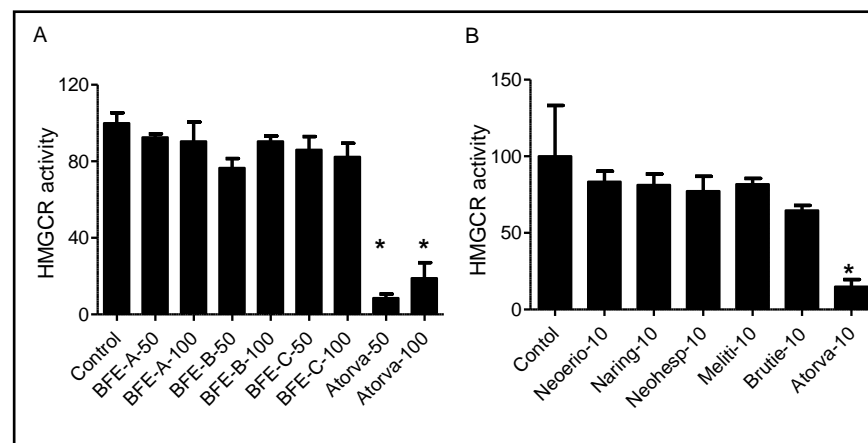 A
HMGCR activity
120
80
40
0
* *
Control
BFE-A-50
BFE-A-100
BFE-B-50
BFE-B-100
BFE-C-50
BFE-C-100
Atorva-50
Atorva-100
B
HMGCR activity
150
100
50
0
*
Contol
Neoerio-10
Naring-10
Neohesp-10
Meliti-10
Brutie-10
Atorva-10